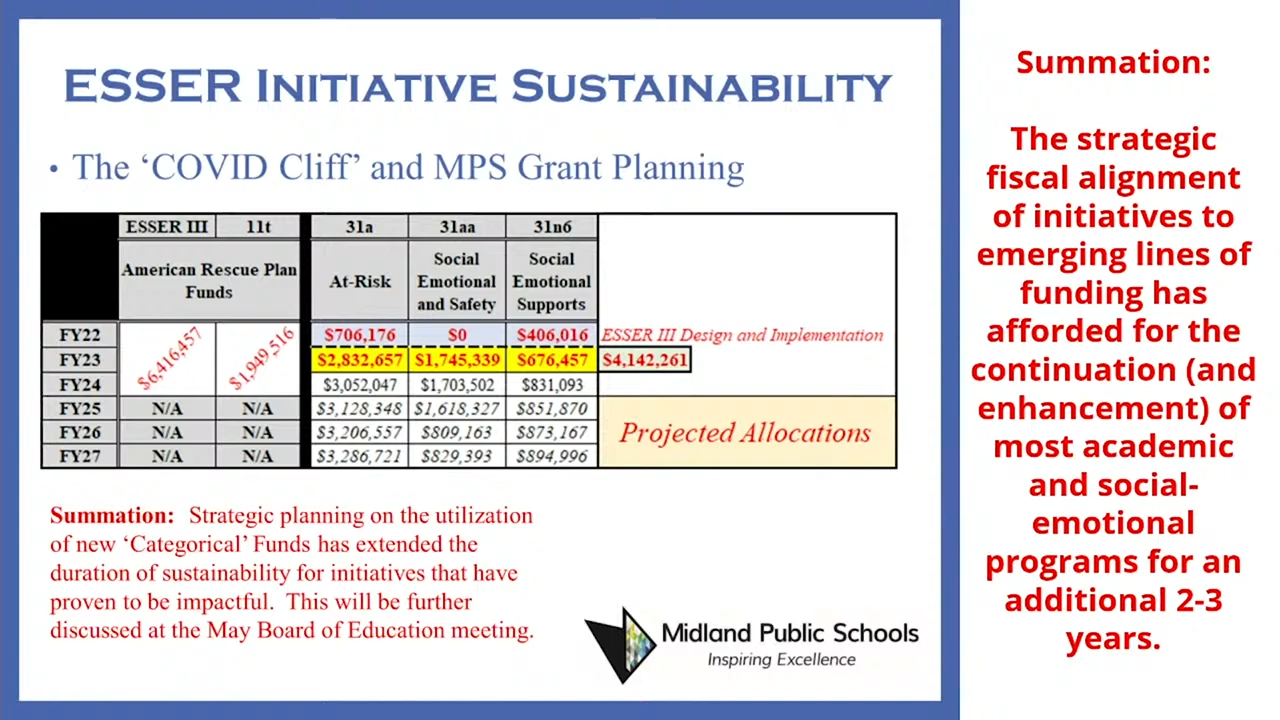 ESSER INITIATIVE SUSTAINABILITY
• The ‘COVID Cliff’ and MPS Grant Planning
ESSER III 11t 31a 31aa 31n6
American Rescue Plan Funds At-Risk Social Emotional and Safety Social Emotional Supports
FY22 $6,416,457 $1,949,516 $706,176 $0 $406,016 ESSER III Design and Implementation
FY23 $2,832,657 $1,745,339 $676,457 $4,142,261
FY24 $3,052,047 $1,703,502 $831,093
FY25 N/A N/A $3,128,348 $1,618,327 $851,870
FY26 N/A N/A $3,206,557 $809,163 $873,167 Projected Allocations
FY27 N/A N/A $3,286,721 $829,393 $894,996
Summation: Strategic planning on the utilization
of new ‘Categorical’ Funds has extended the
duration of sustainability for initiatives that have
proven to be impactful. This will be further
discussed at the May Board of Education meeting.
Midland Public Schools
Inspiring Excellence
Summation:
The strategic
fiscal alignment
of initiatives to
emerging lines of
funding has
afforded for the
continuation (and
enhancement) of
most academic
and social-
emotional
programs for an
additional 2-3
years.